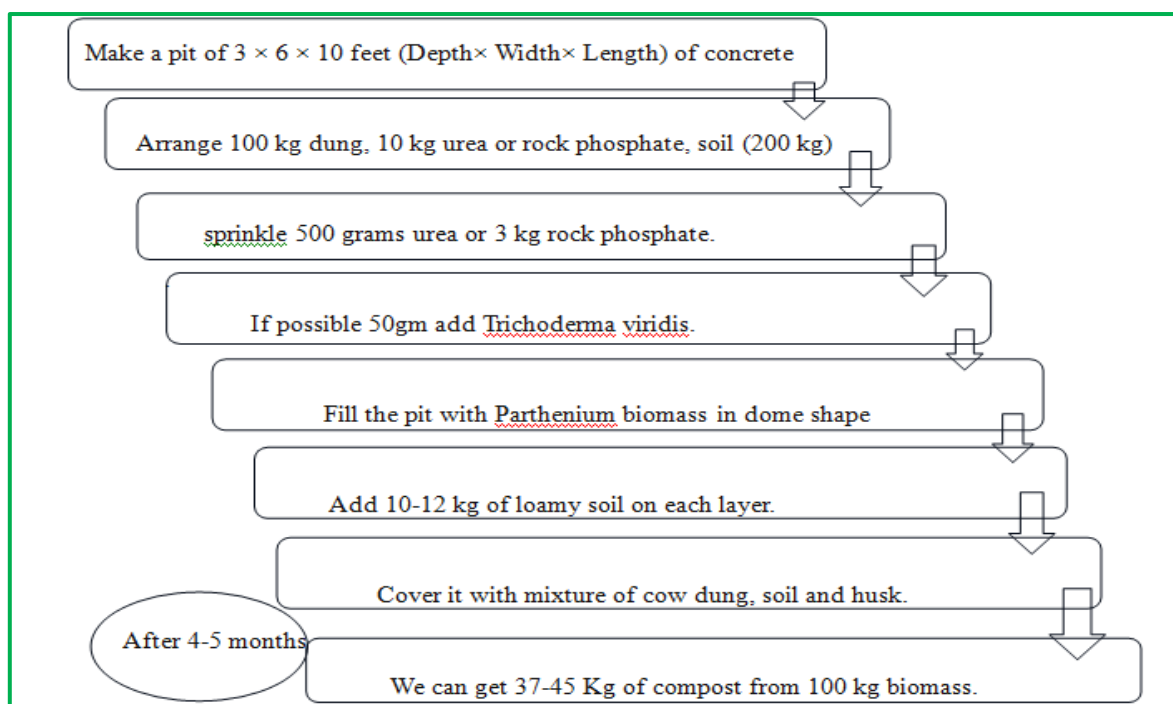 Make a pit of 3 × 6 × 10 feet (Depth× Width× Length) of concrete
Arrange 100 kg dung, 10 kg urea or rock phosphate, soil (200 kg)
sprinkle 500 grams urea or 3 kg rock phosphate.
If possible 50gm add Trichoderma viridis.
Fill the pit with Parthenium biomass in dome shape
Add 10-12 kg of loamy soil on each layer.
Cover it with mixture of cow dung, soil and husk.
After 4-5 months
We can get 37-45 Kg of compost from 100 kg biomass.